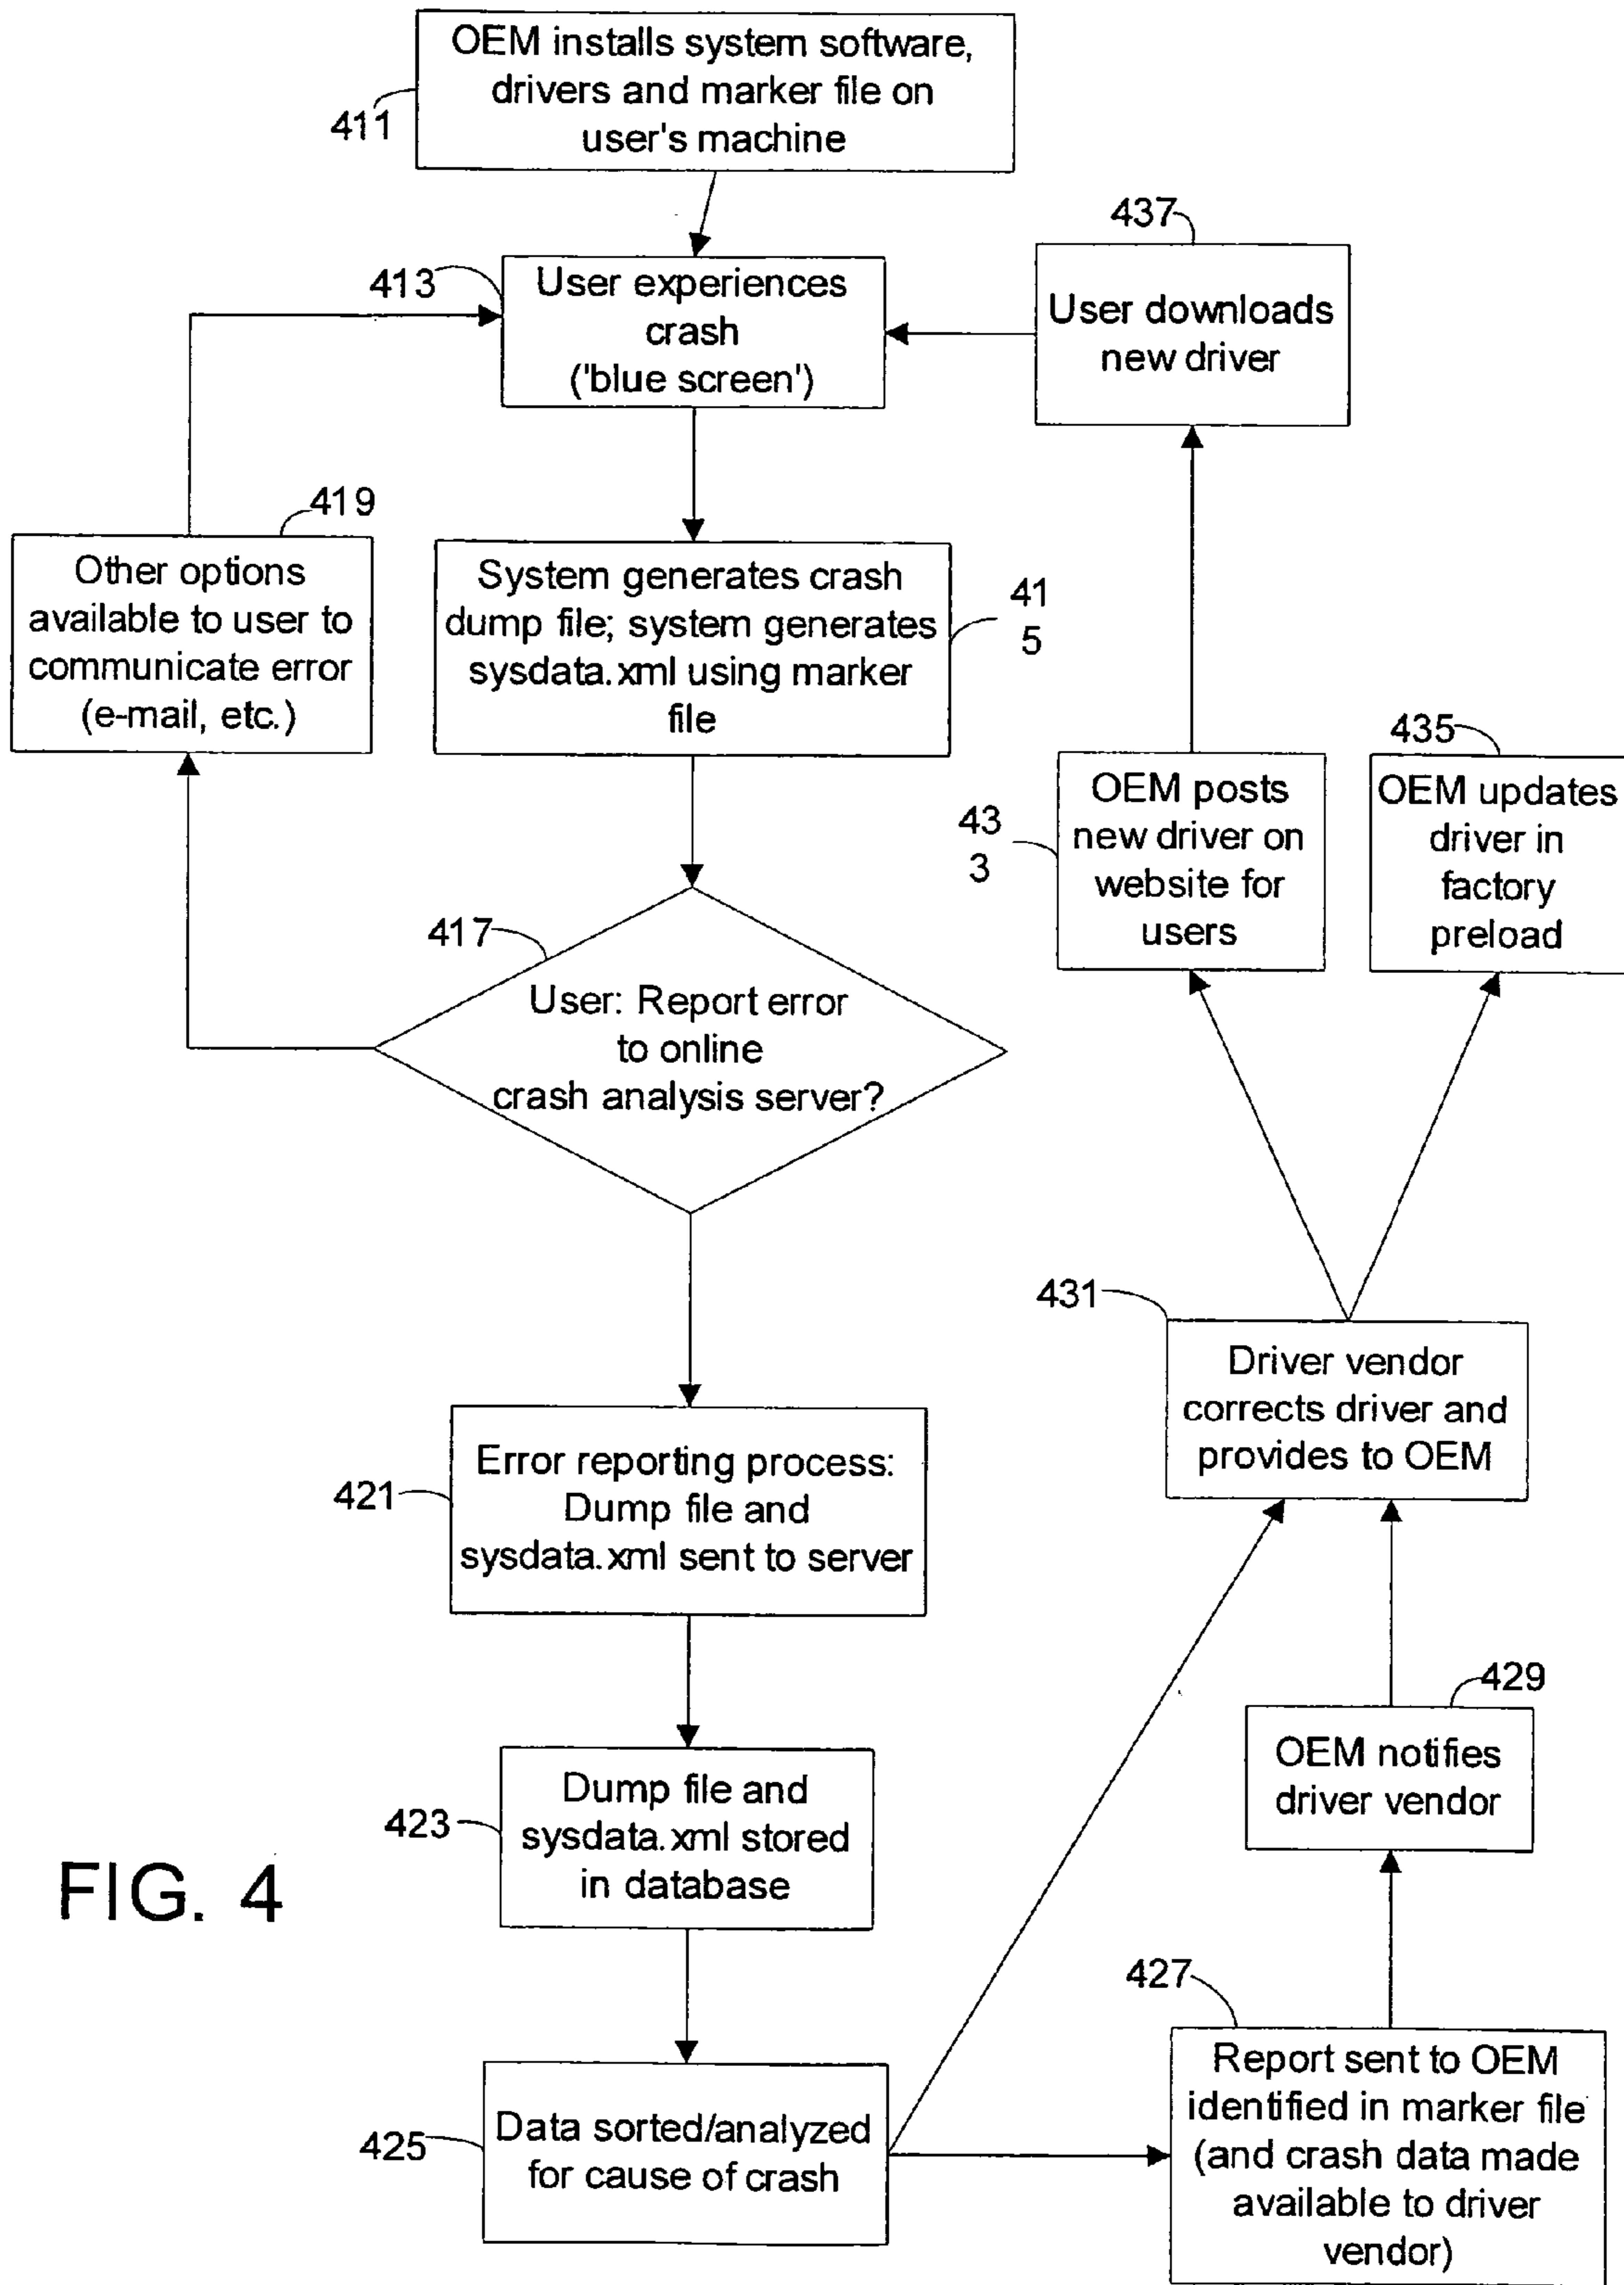 OEM installs system software,
drivers and marker file on
user's machine
411
437
413
User experiences
crash
('blue screen')
User downloads
new driver
419
Other options
available to user to
communicate error
(e-mail, etc.)
System generates crash
dump file; system generates
sysdata.xml using marker
file
41
5
435
43
3
OEM posts
new driver on
website for
users
OEM updates
driver in
factory
preload
417
User: Report error
to online
crash analysis server?
431
Driver vendor
corrects driver and
provides to OEM
421
Error reporting process:
Dump file and
sysdata.xml sent to server
429
OEM notifies
driver vendor
423
Dump file and
sysdata.xml stored
in database
FIG. 4
427
425
Data sorted/analyzed
for cause of crash
Report sent to OEM
identified in marker file
(and crash data made
available to driver
vendor)